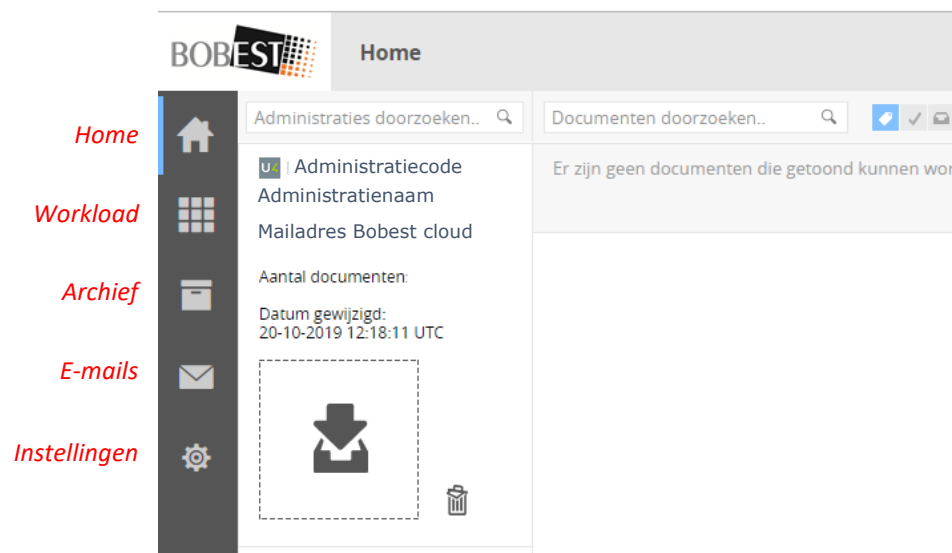 BOBEST
Home
Administraties doorzoeken..
Documenten doorzoeken..
Home
U4 | Administratiecode
Administratienaam
Er zijn geen documenten die getoond kunnen wor
Workload
Mailadres Bobest cloud
Aantal documenten:
Archief
Datum gewijzigd:
20-10-2019 12:18:11 UTC
E-mails
Instellingen